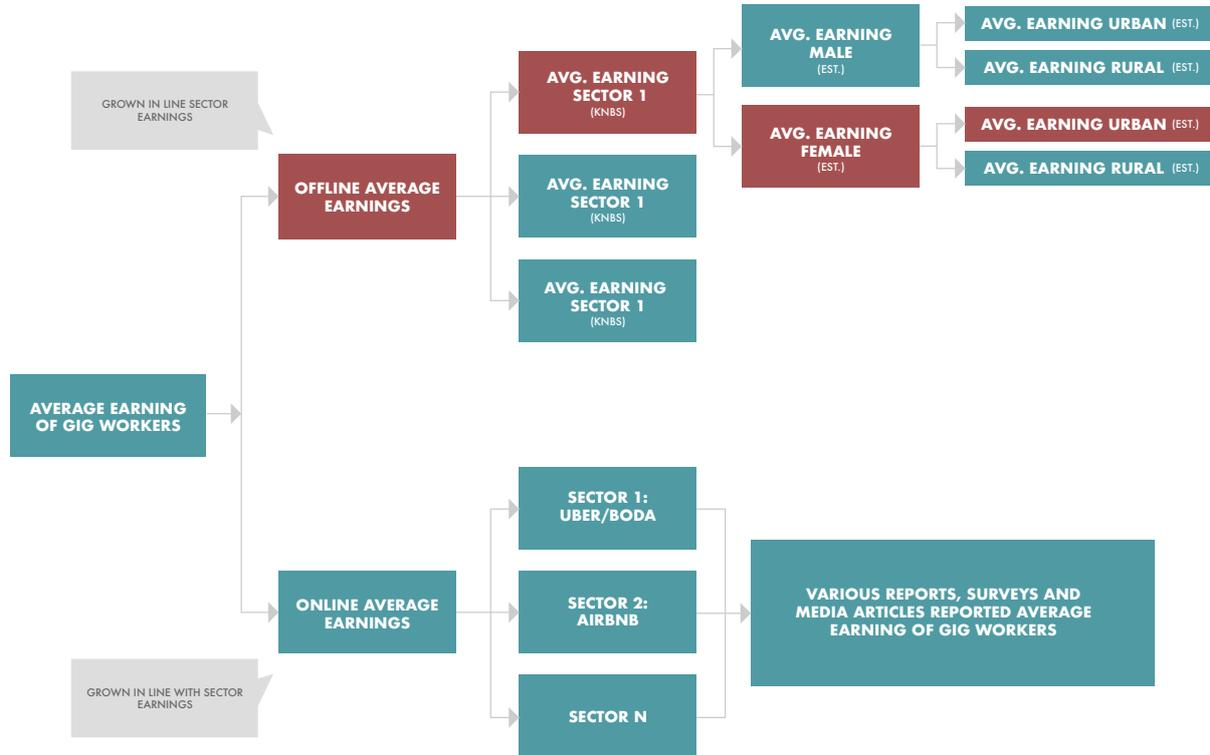 AVG. EARNING
MALE
(EST.)
AVG. EARNING URBAN (EST.)
AVG. EARNING RURAL (EST.)
GROWN IN LINE SECTOR
EARNINGS
AVG. EARNING
SECTOR 1
(KNBS)
AVG. EARNING
FEMALE
(EST.)
AVG. EARNING URBAN (EST.)
AVG. EARNING RURAL (EST.)
OFFLINE AVERAGE
EARNINGS
AVG. EARNING
SECTOR 1
(KNBS)
AVG. EARNING
SECTOR 1
(KNBS)
AVERAGE EARNING
OF GIG WORKERS
SECTOR 1:
UBER/BODA
ONLINE AVERAGE
EARNINGS
SECTOR 2:
AIRBNB
VARIOUS REPORTS, SURVEYS AND
MEDIA ARTICLES REPORTED AVERAGE
EARNING OF GIG WORKERS
GROWN IN LINE WITH SECTOR
EARNINGS
SECTOR N